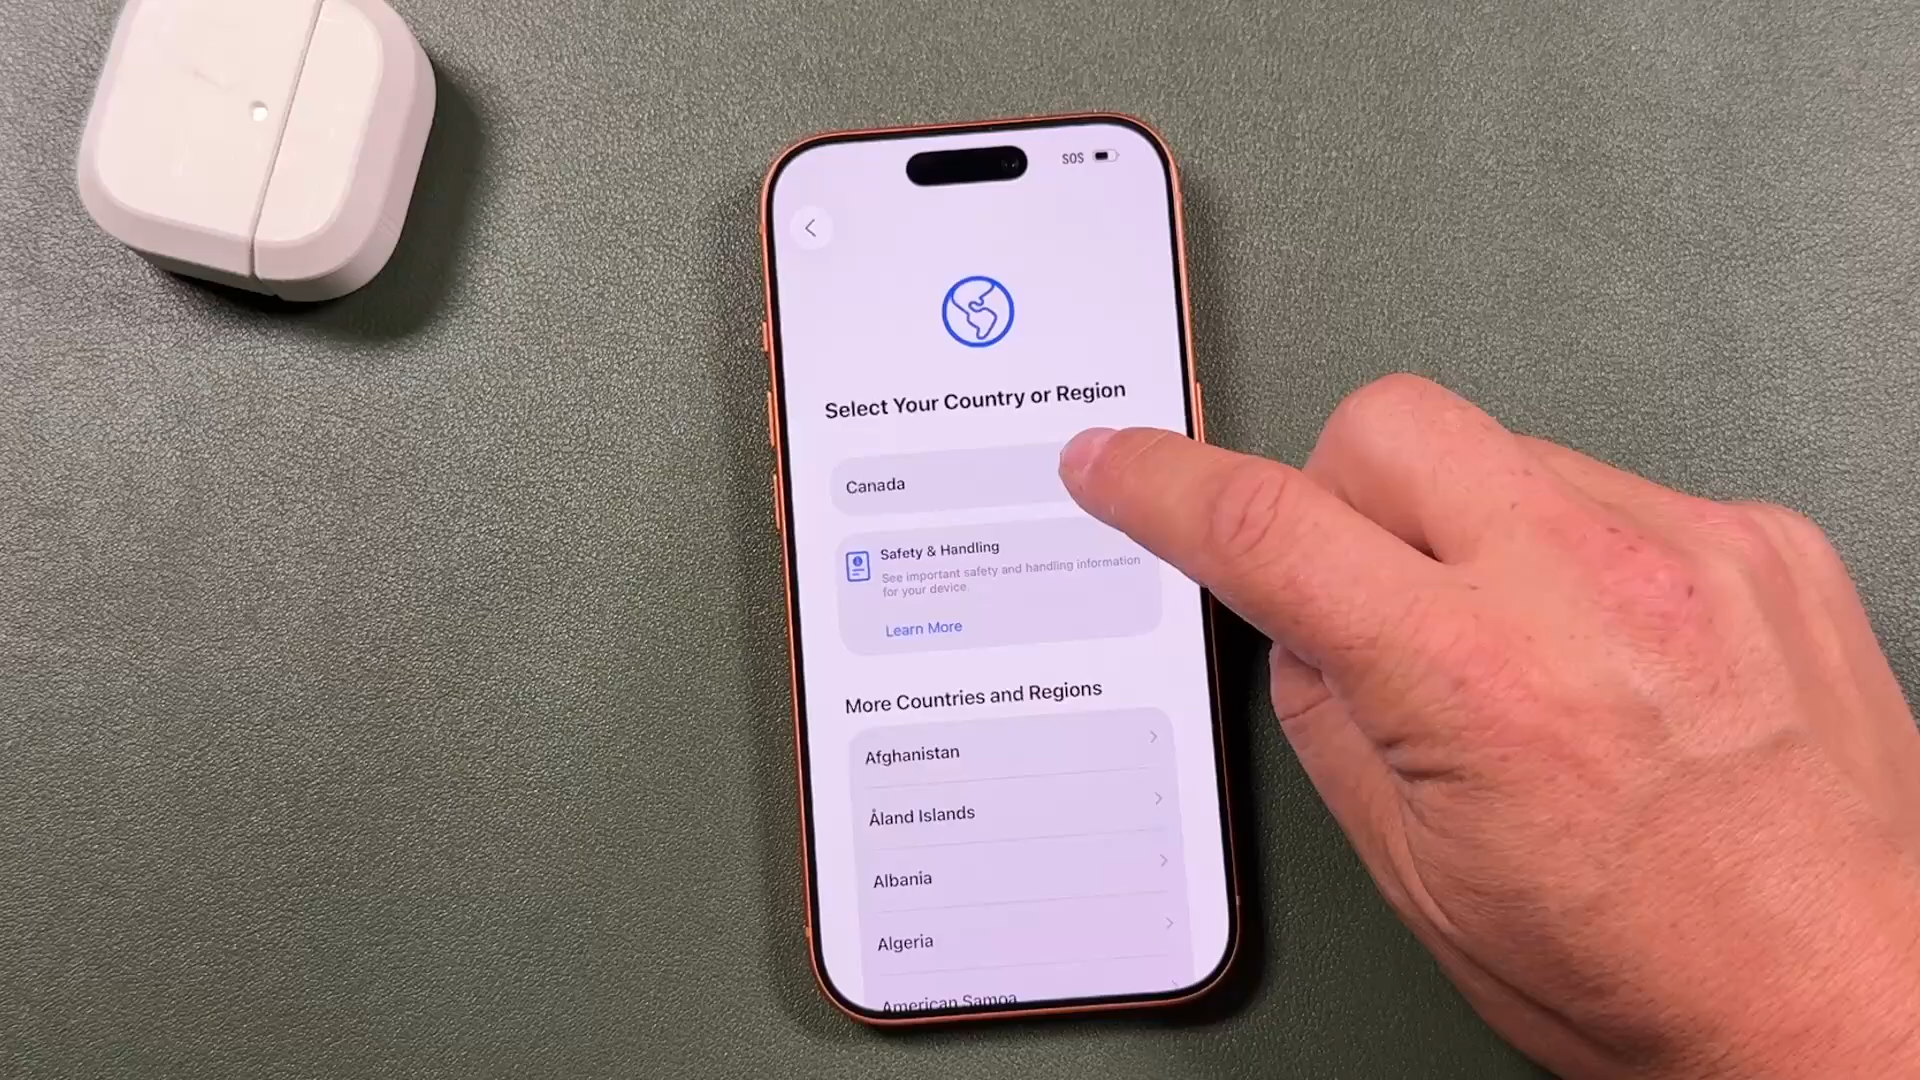 SOS
Select Your Country or Region
Canada
Safety & Handling
See important safety and handling information
for your device.
Learn More
More Countries and Regions
Afghanistan
Åland Islands
Albania
Algeria
American Samoa